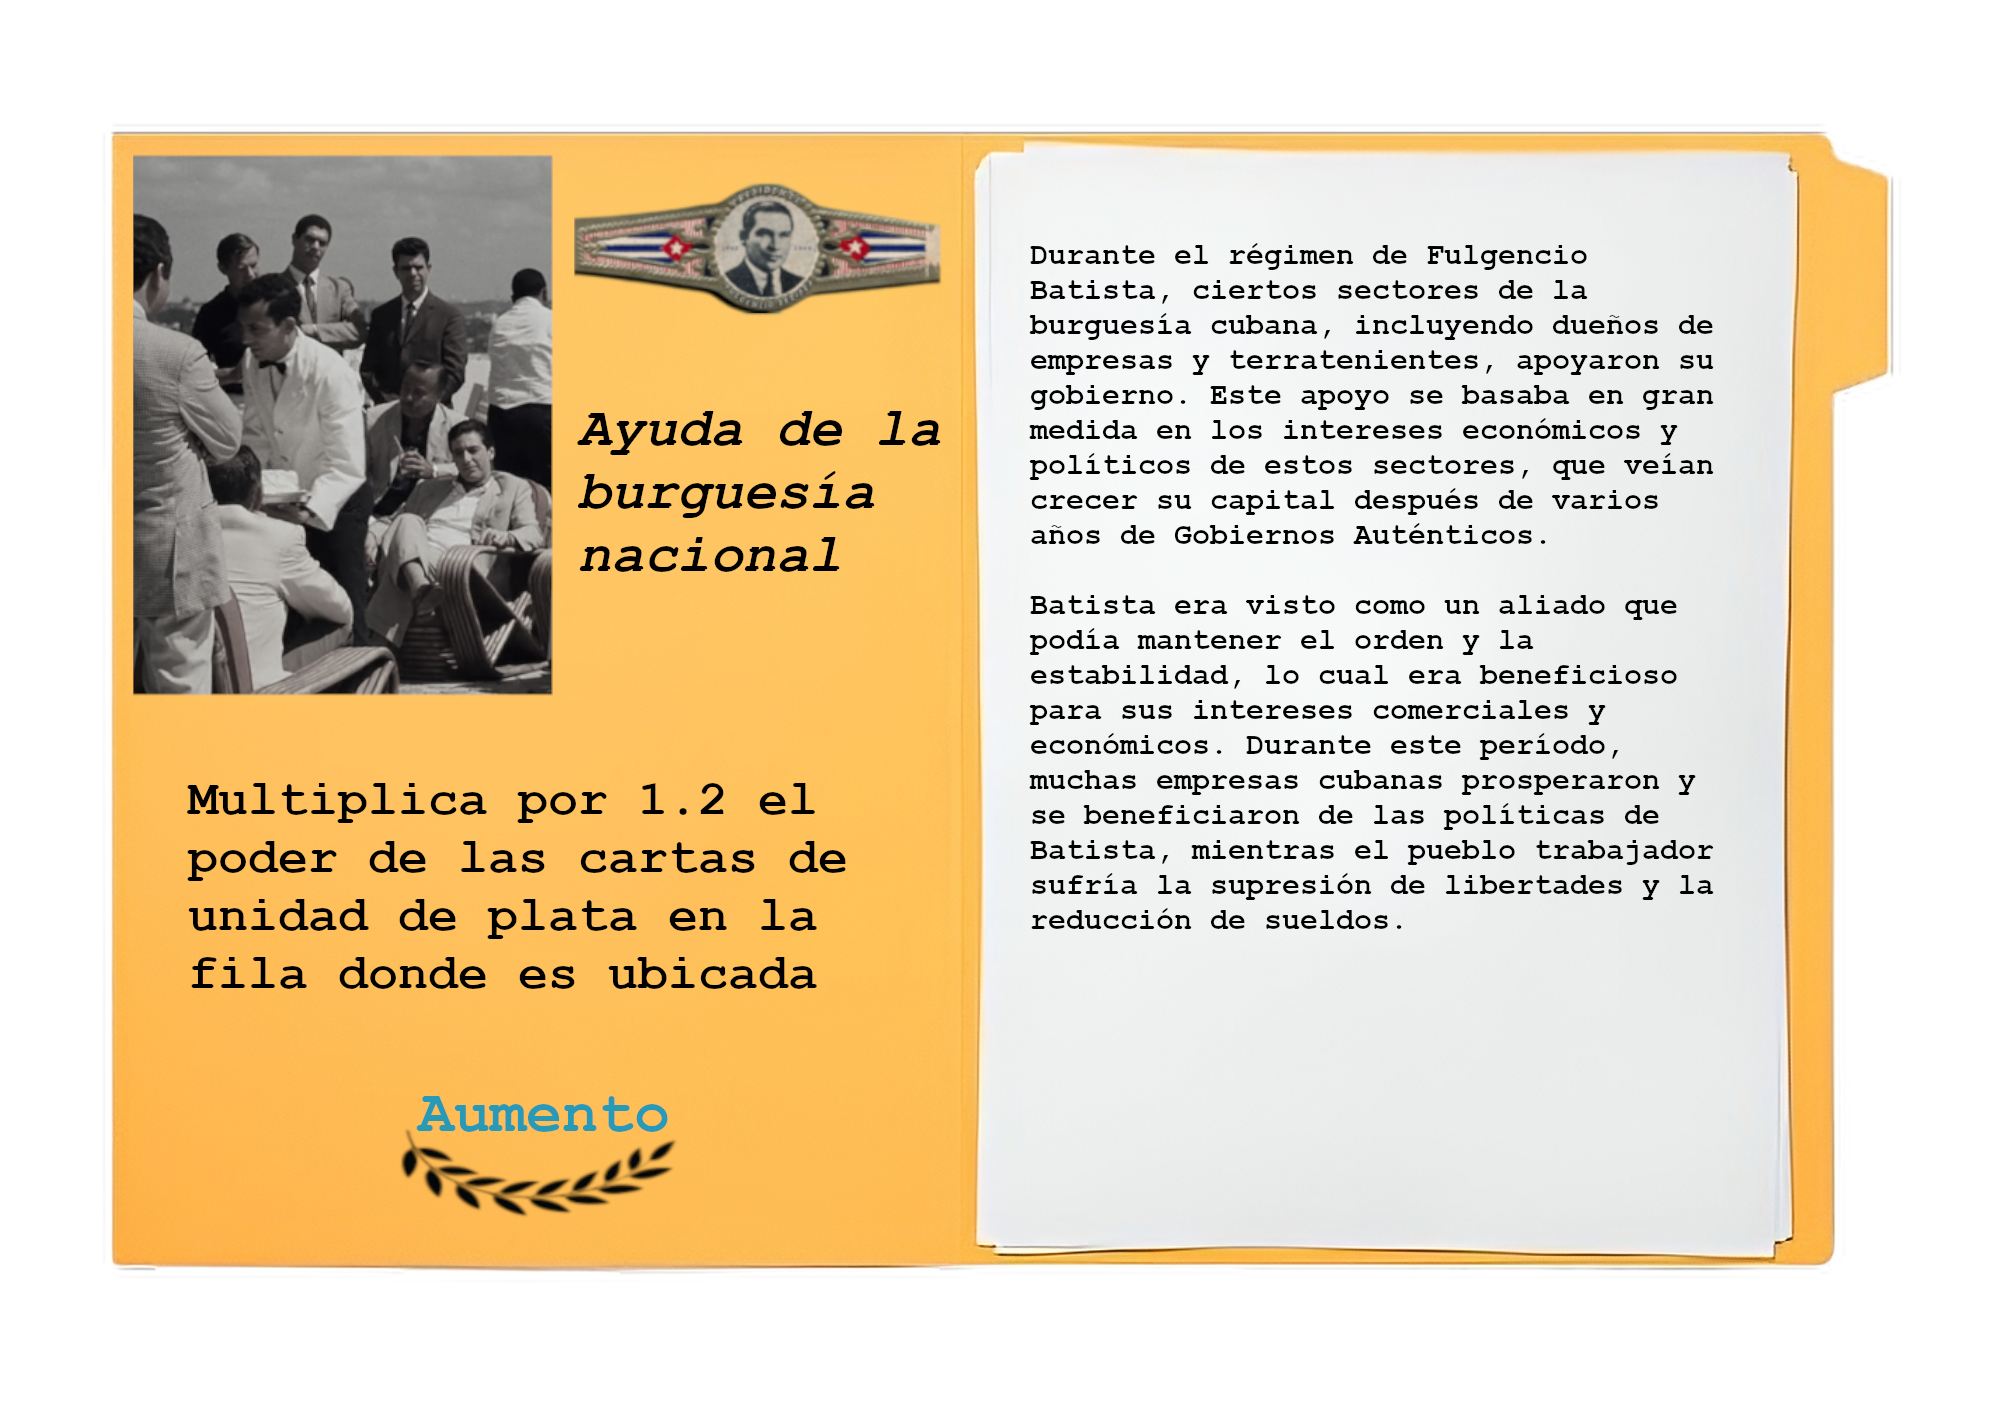 Ayuda de la
burguesía
nacional
Multiplica por 1.2 el
poder de las cartas de
unidad de plata en la
fila donde es ubicada
Aumento
Durante el régimen de Fulgencio
Batista, ciertos sectores de la
burguesía cubana, incluyendo dueños de
empresas y terratenientes, apoyaron su
gobierno. Este apoyo se basaba en gran
medida en los intereses económicos y
políticos de estos sectores, que veían
crecer su capital después de varios
años de Gobiernos Auténticos.
Batista era visto como un aliado que
podía mantener el orden y la
estabilidad, lo cual era beneficioso
para sus intereses comerciales y
económicos. Durante este período,
muchas empresas cubanas prosperaron y
se beneficiaron de las políticas de
Batista, mientras el pueblo trabajador
sufría la supresión de libertades y la
reducción de sueldos.